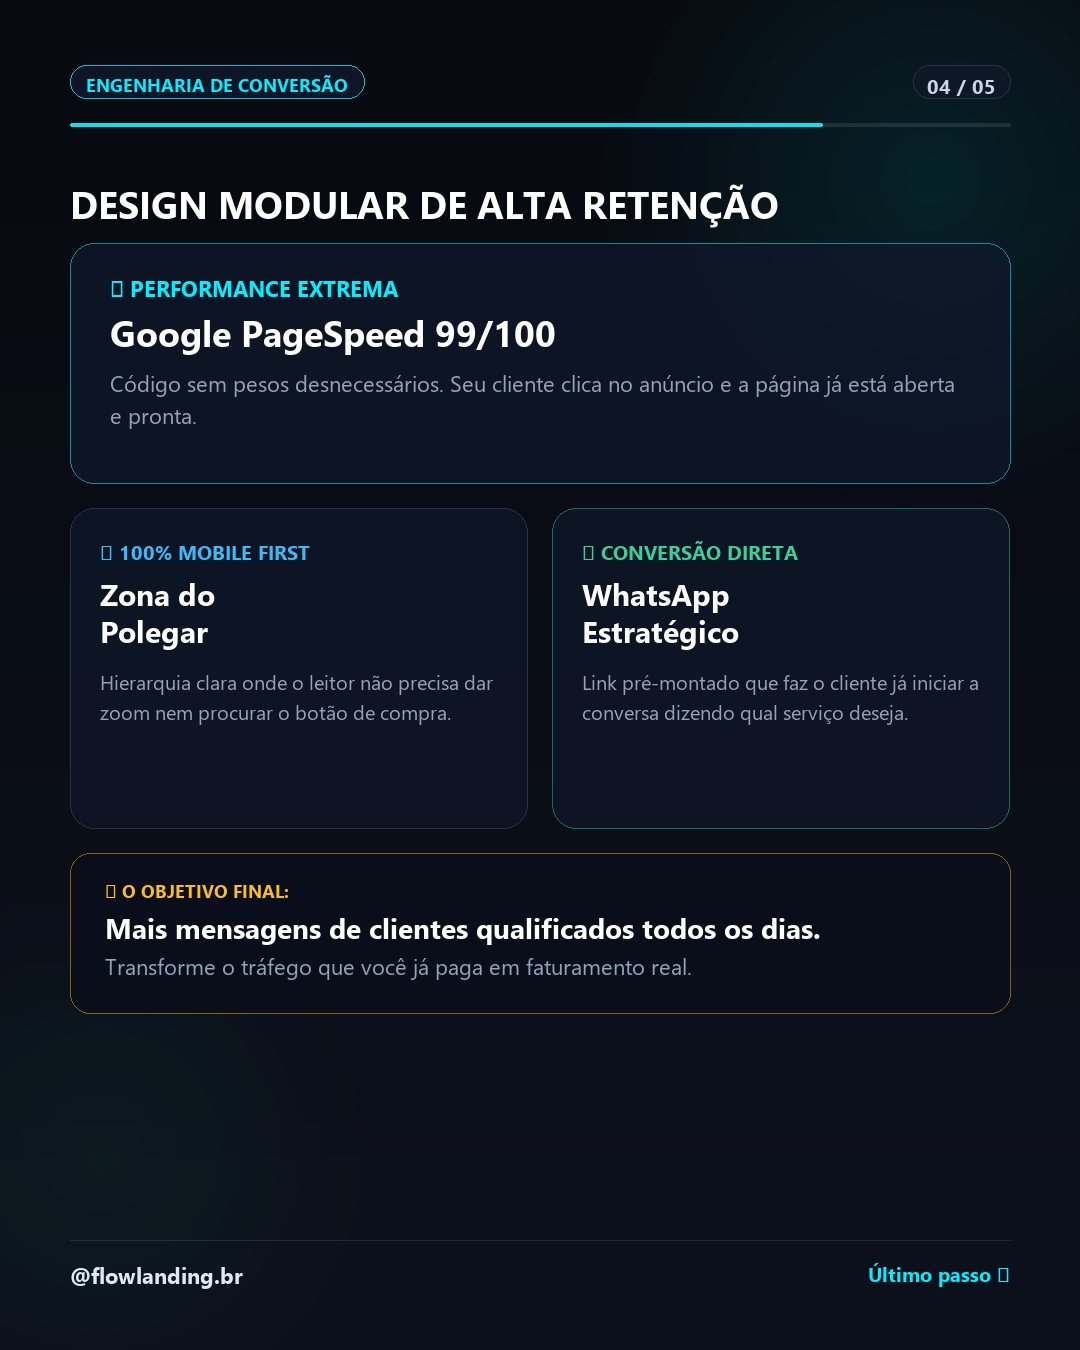 ENGENHARIA DE CONVERSÃO
04 / 05
DESIGN MODULAR DE ALTA RETENÇÃO
PERFORMANCE EXTREMA
Google PageSpeed 99/100
Código sem pesos desnecessários. Seu cliente clica no anúncio e a página já está aberta
e pronta.
100% MOBILE FIRST
Zona do
Polegar
Hierarquia clara onde o leitor não precisa dar
zoom nem procurar o botão de compra.
CONVERSÃO DIRETA
WhatsApp
Estratégico
Link pré-montado que faz o cliente já iniciar a
conversa dizendo qual serviço deseja.
O OBJETIVO FINAL:
Mais mensagens de clientes qualificados todos os dias.
Transforme o tráfego que você já paga em faturamento real.
@flowlanding.br
Último passo